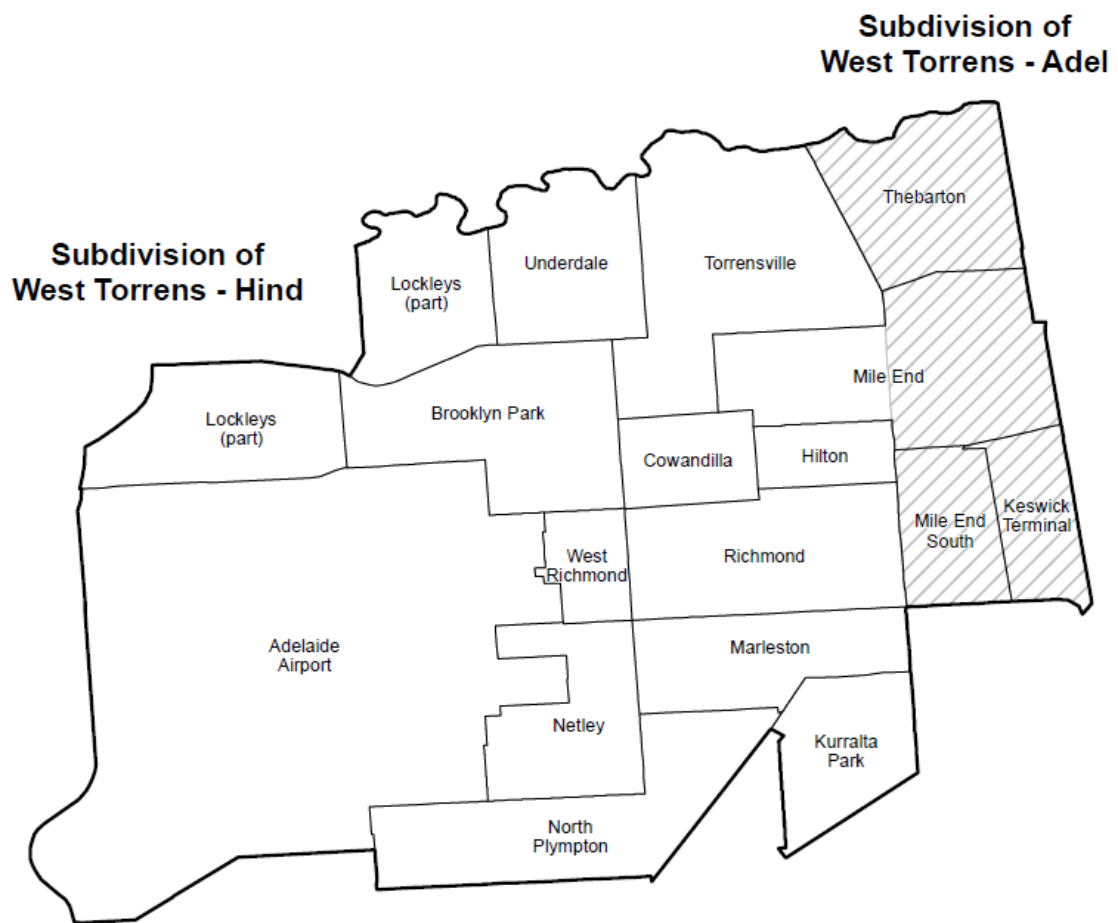 Subdivision of
West Torrens - Adel
Thebarton
Subdivision of
West Torrens - Hind
Underdale
Torrensville
Lockleys
(part)
Mile End
Lockleys
(part)
Brooklyn Park
Cowandilla
Hilton
Keswick
Terminal
Mile End
South
West
Richmond
Richmond
Adelaide
Airport
Marleston
Netley
Kurralta
Park
North
Plympton